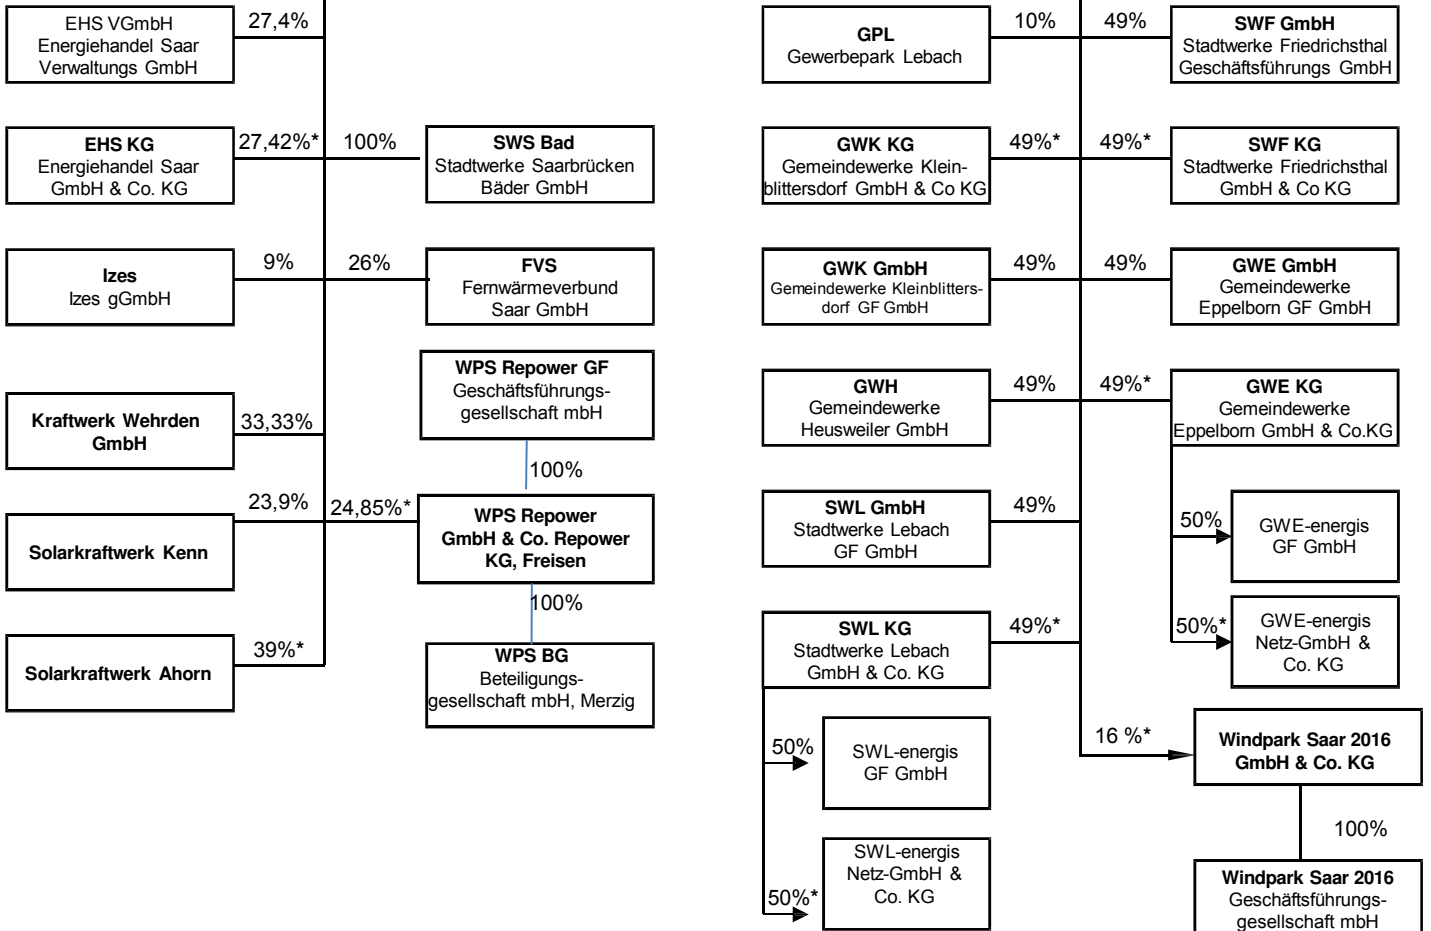 EHS VGmbH
Energiehandel Saar
Verwaltungs GmbH
27,4%
EHS KG
Energiehandel Saar
GmbH & Co. KG
27,42%*
100%
SWS Bad
Stadtwerke Saarbrücken
Bäder GmbH
Izes
Izes gGmbH
9%
26%
FVS
Fernwärmeverbund
Saar GmbH
WPS Repower GF
Geschäftsführungs-
gesellschaft mbH
100%
Kraftwerk Wehrden
GmbH
33,33%
Solarkraftwerk Kenn
23,9%
24,85%*
WPS Repower
GmbH & Co. Repower
KG, Freisen
100%
Solarkraftwerk Ahorn
39%*
WPS BG
Beteiligungs-
gesellschaft mbH, Merzig
GPL
Gewerbepark Lebach
10%
49%
SWF GmbH
Stadtwerke Friedrichsthal
Geschäftsführungs GmbH
GWK KG
Gemeindewerke Klein-
blittersdorf GmbH & Co KG
49%*
49%*
SWF KG
Stadtwerke Friedrichsthal
GmbH & Co KG
GWK GmbH
Gemeindewerke Kleinblitters-
dorf GF GmbH
49%
49%
GWE GmbH
Gemeindewerke
Eppelborn GF GmbH
GWH
Gemeindewerke
Heusweiler GmbH
49%
49%*
GWE KG
Gemeindewerke
Eppelborn GmbH & Co.KG
SWL GmbH
Stadtwerke Lebach
GF GmbH
49%
50%
GWE-energis
GF GmbH
SWL KG
Stadtwerke Lebach
GmbH & Co. KG
49%*
50%*
GWE-energis
Netz-GmbH &
Co. KG
50%
SWL-energis
GF GmbH
16 %*
Windpark Saar 2016
GmbH & Co. KG
100%
50%*
SWL-energis
Netz-GmbH &
Co. KG
Windpark Saar 2016
Geschäftsführungs-
gesellschaft mbH